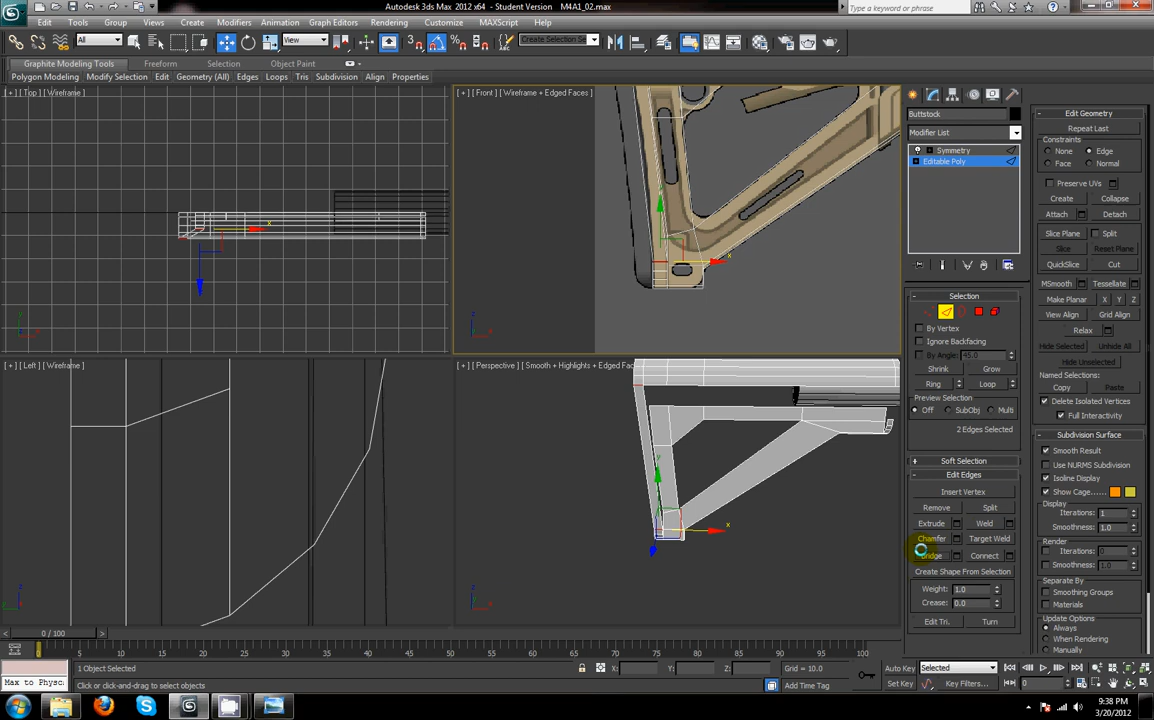 Autodesk 3ds Max 2012 x64 - Student Version M4A1_02.max
Type a keyword or phrase
Edit Tools Group Views Create Modifiers Animation Graph Editors Rendering Customize MAXScript Help
All View Create Selection Se
Graphite Modeling Tools Freeform Selection Object Paint
Polygon Modeling Modify Selection Edit Geometry (All) Edges Loops Tris Subdivision Align Properties
[ + ] [ Top ] [ Wireframe ]
[ + ] [ Front ] [ Wireframe + Edged Faces ]
[ + ] [ Left ] [ Wireframe ]
[ + ] [ Perspective ] [ Smooth + Highlights + Edged Fac
Buttstock
Modifier List
Symmetry
Editable Poly
Selection
By Vertex
Ignore Backfacing
By Angle: 45.0
Shrink Grow
Ring Loop
Preview Selection
Off SubObj Multi
2 Edges Selected
Soft Selection
Edit Edges
Insert Vertex
Remove Split
Extrude Weld
Chamfer Target Weld
Bridge Connect
Create Shape From Selection
Weight: 1.0
Crease: 0.0
Edit Tri. Turn
Edit Geometry
Repeat Last
Constraints
None Edge
Face Normal
Preserve UVs
Create Collapse
Attach Detach
Slice Plane Split
Slice Reset Plane
QuickSlice Cut
MSmooth Tessellate
Make Planar X Y Z
View Align Grid Align
Relax
Hide Selected Unhide All
Hide Unselected
Named Selections:
Copy Paste
Delete Isolated Vertices
Full Interactivity
Subdivision Surface
Smooth Result
Use NURMS Subdivision
Isoline Display
Show Cage......
Display
Iterations: 1
Smoothness: 1.0
Render
Iterations: 0
Smoothness: 1.0
Separate By
Smoothing Groups
Materials
Update Options
Always
When Rendering
Manually
0 / 100
0 5 10 15 20 25 30 35 40 45 50 55 60 65 70 75 80 85 90 95 100
1 Object Selected
X: Y: Z: Grid = 10.0
Auto Key Selected
Max to Physc
Click or click-and-drag to select objects
Add Time Tag
Set Key Key Filters... 0
9:38 PM
3/20/2012